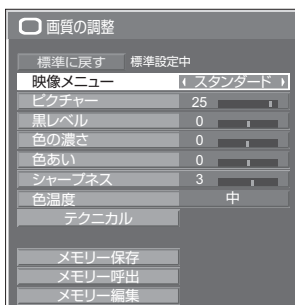 画質の調整
標準に戻す 標準設定中
映像メニュー スタンダード
ピクチャー 25
黒レベル 0
色の濃さ 0
色あい 0
シャープネス 3
色温度 中
テクニカル
メモリー保存
メモリー呼出
メモリー編集